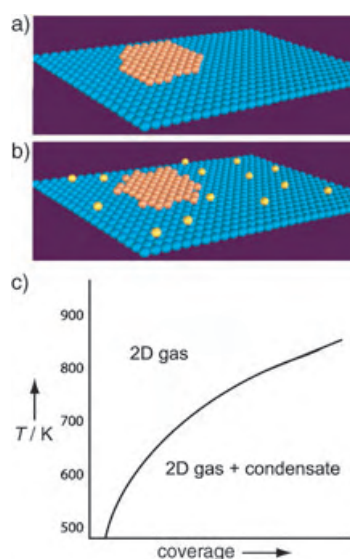 a)
b)
c)
900
2D gas
800
T / K
700
2D gas + condensate
600
500
coverage